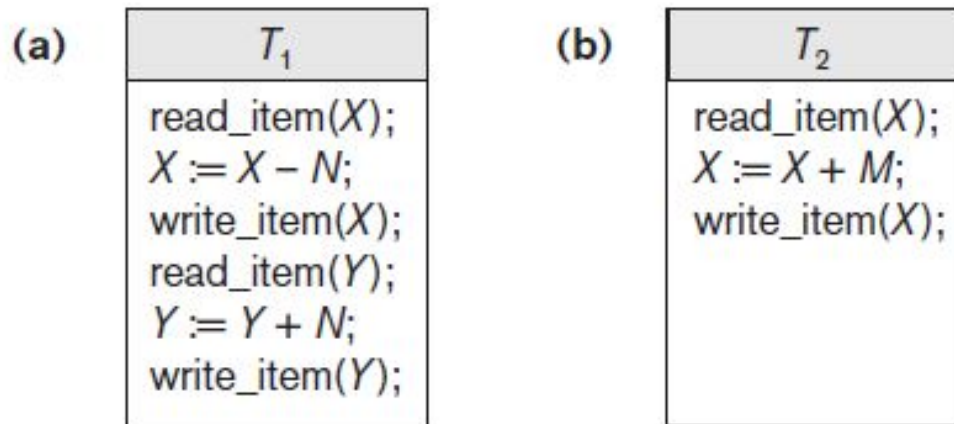 (a)
T₁
read_item(X);
X := X – N;
write_item(X);
read_item(Y);
Y := Y + N;
write_item(Y);
(b)
T₂
read_item(X);
X := X + M;
write_item(X);